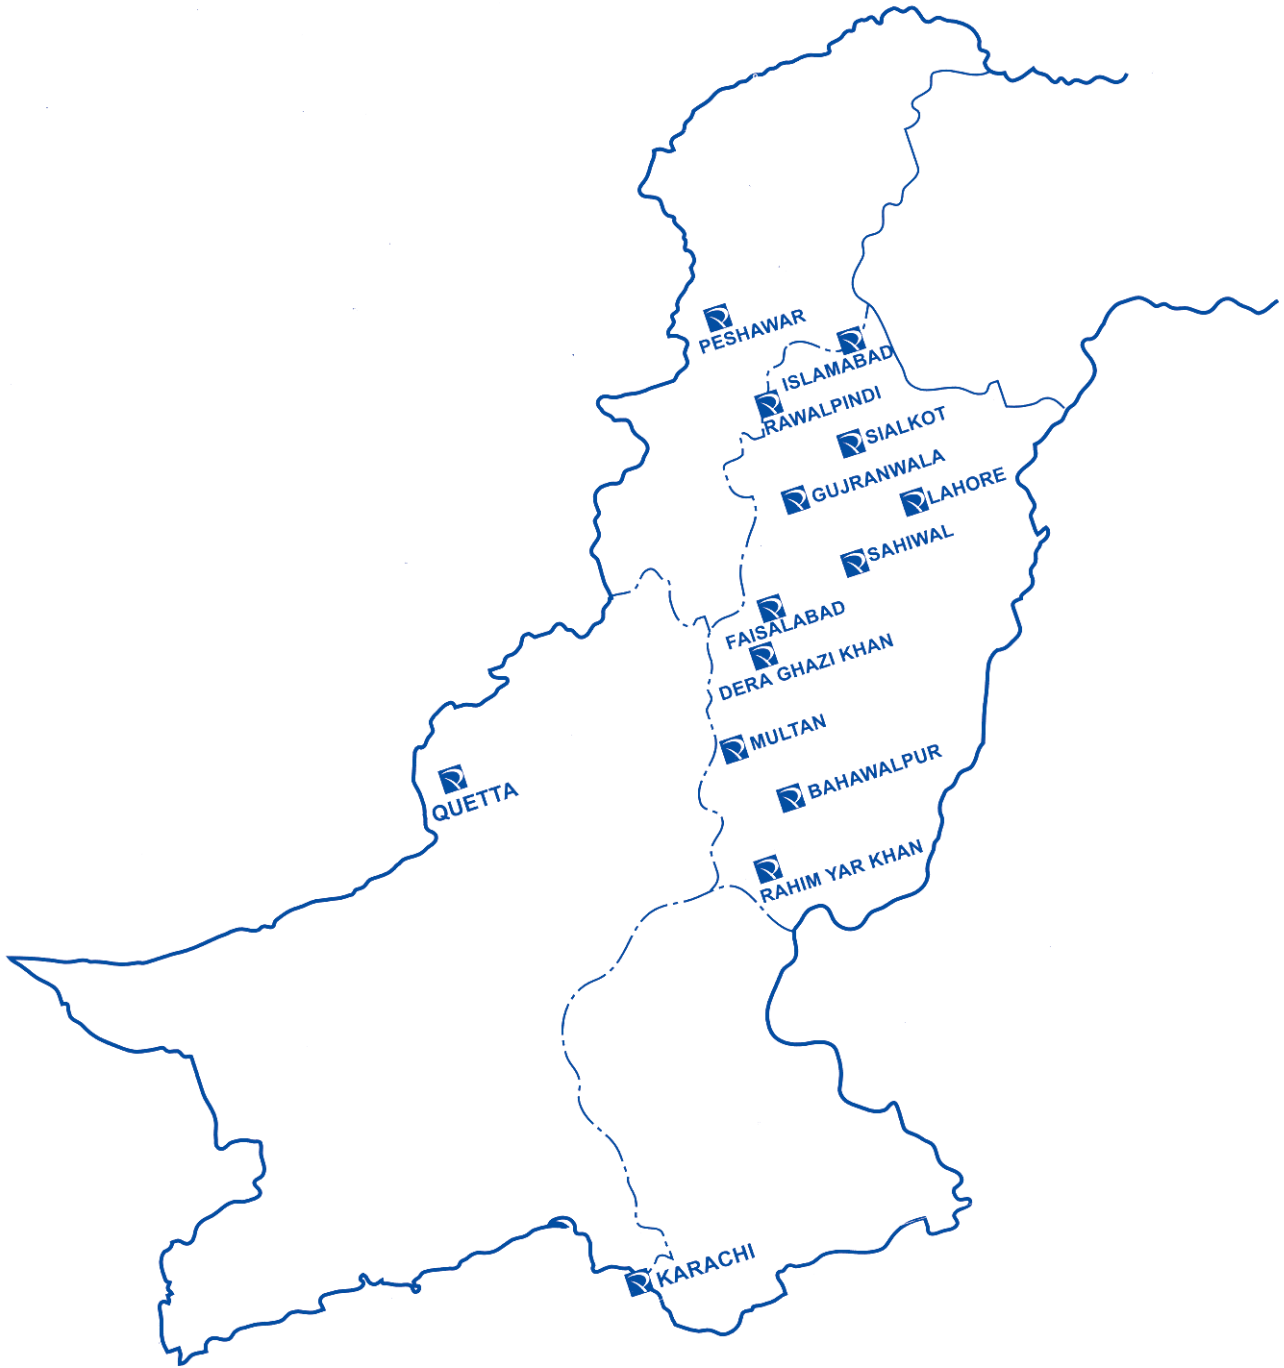 PESHAWAR
ISLAMABAD
RAWALPINDI
SIALKOT
GUJRANWALA
LAHORE
SAHIWAL
FAISALABAD
DERA GHAZI KHAN
MULTAN
QUETTA
BAHAWALPUR
RAHIM YAR KHAN
KARACHI